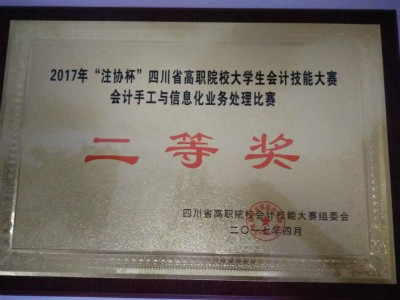 2017年“注协杯”四川省高职院校大学生会计技能大赛
会计手工与信息化业务处理比赛
二等奖
四川省高职院校会计技能大赛组委会
二〇一七年四月